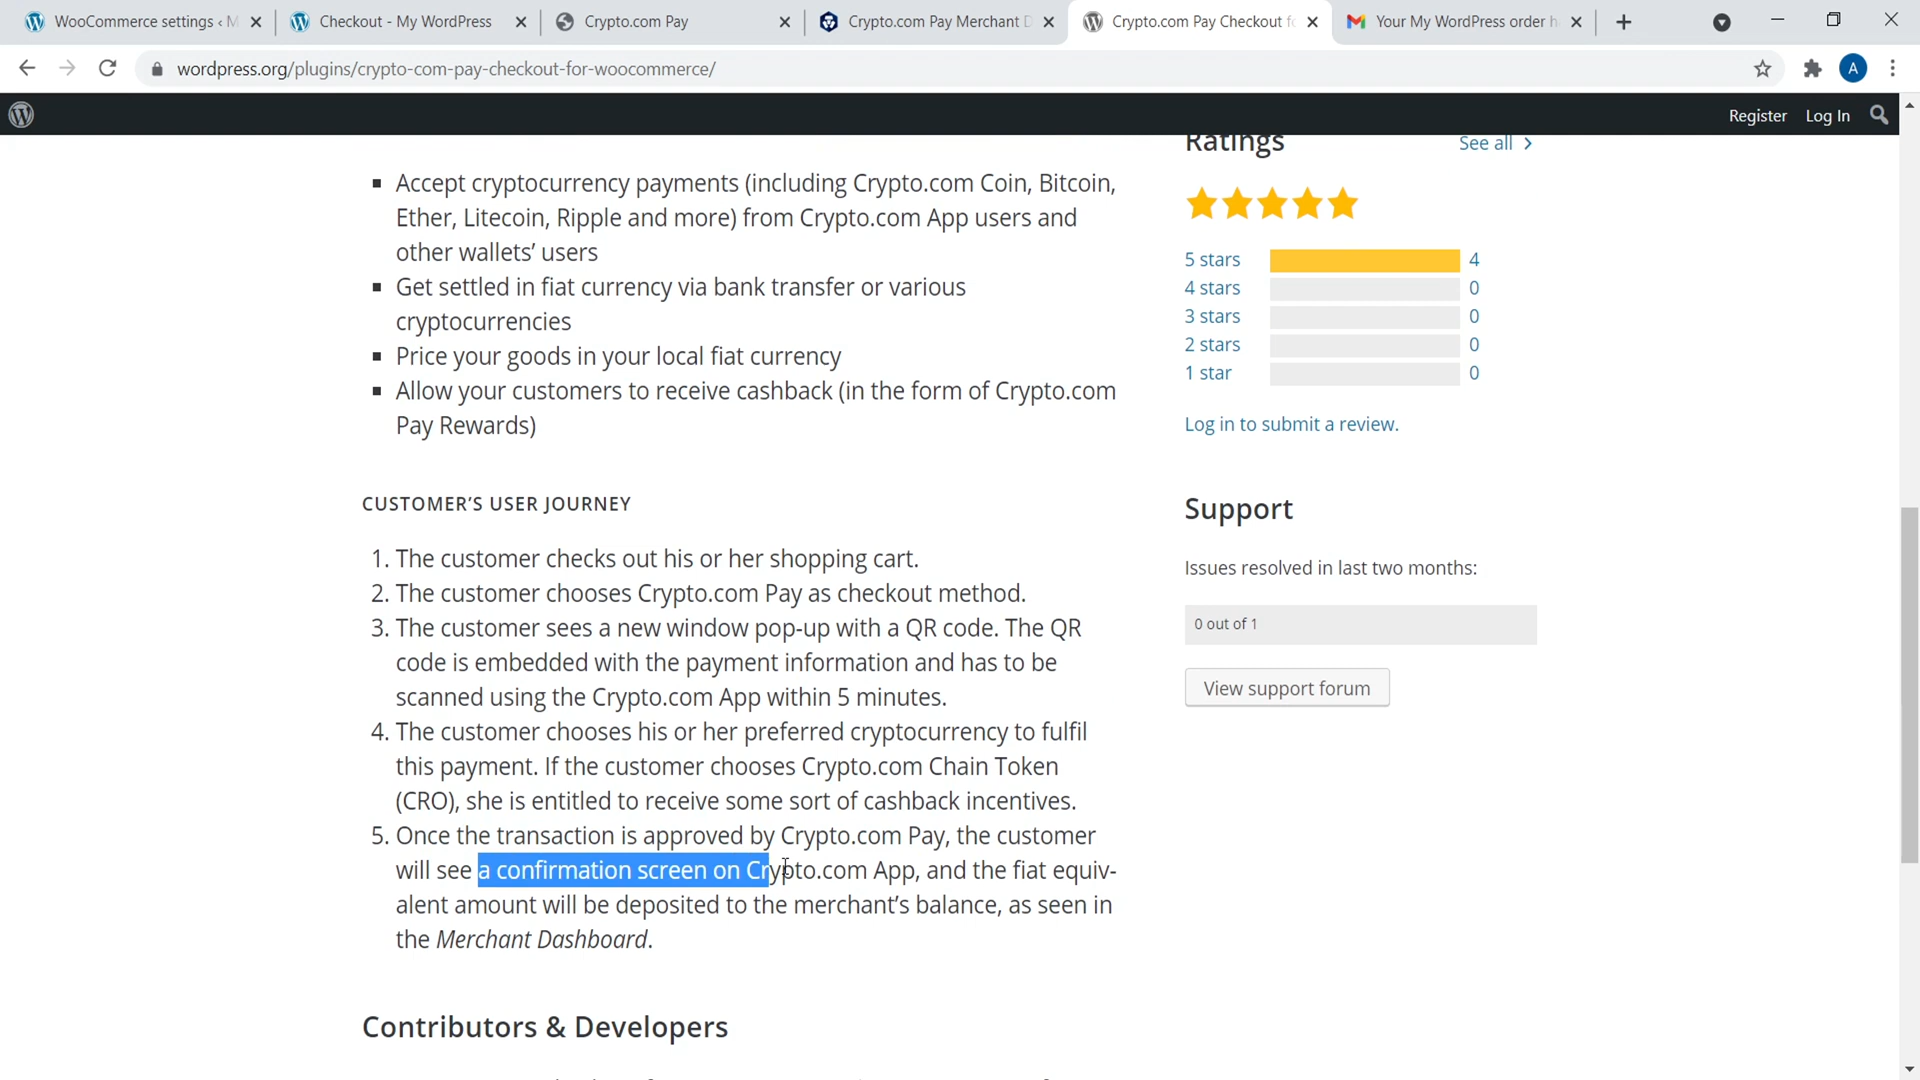 WooCommerce settings ‹ M
Checkout - My WordPress
Crypto.com Pay
Crypto.com Pay Merchant D
Crypto.com Pay Checkout fo
Your My WordPress order h
wordpress.org/plugins/crypto-com-pay-checkout-for-woocommerce/
A
Register Log In
Ratings
See all
▪ Accept cryptocurrency payments (including Crypto.com Coin, Bitcoin,
Ether, Litecoin, Ripple and more) from Crypto.com App users and
other wallets’ users
▪ Get settled in fiat currency via bank transfer or various
cryptocurrencies
▪ Price your goods in your local fiat currency
▪ Allow your customers to receive cashback (in the form of Crypto.com
Pay Rewards)
5 stars 4
4 stars 0
3 stars 0
2 stars 0
1 star 0
Log in to submit a review.
CUSTOMER’S USER JOURNEY
1. The customer checks out his or her shopping cart.
2. The customer chooses Crypto.com Pay as checkout method.
3. The customer sees a new window pop-up with a QR code. The QR
code is embedded with the payment information and has to be
scanned using the Crypto.com App within 5 minutes.
4. The customer chooses his or her preferred cryptocurrency to fulfil
this payment. If the customer chooses Crypto.com Chain Token
(CRO), she is entitled to receive some sort of cashback incentives.
5. Once the transaction is approved by Crypto.com Pay, the customer
will see a confirmation screen on Crypto.com App, and the fiat equiv-
alent amount will be deposited to the merchant’s balance, as seen in
the Merchant Dashboard.
Support
Issues resolved in last two months:
0 out of 1
View support forum
Contributors & Developers